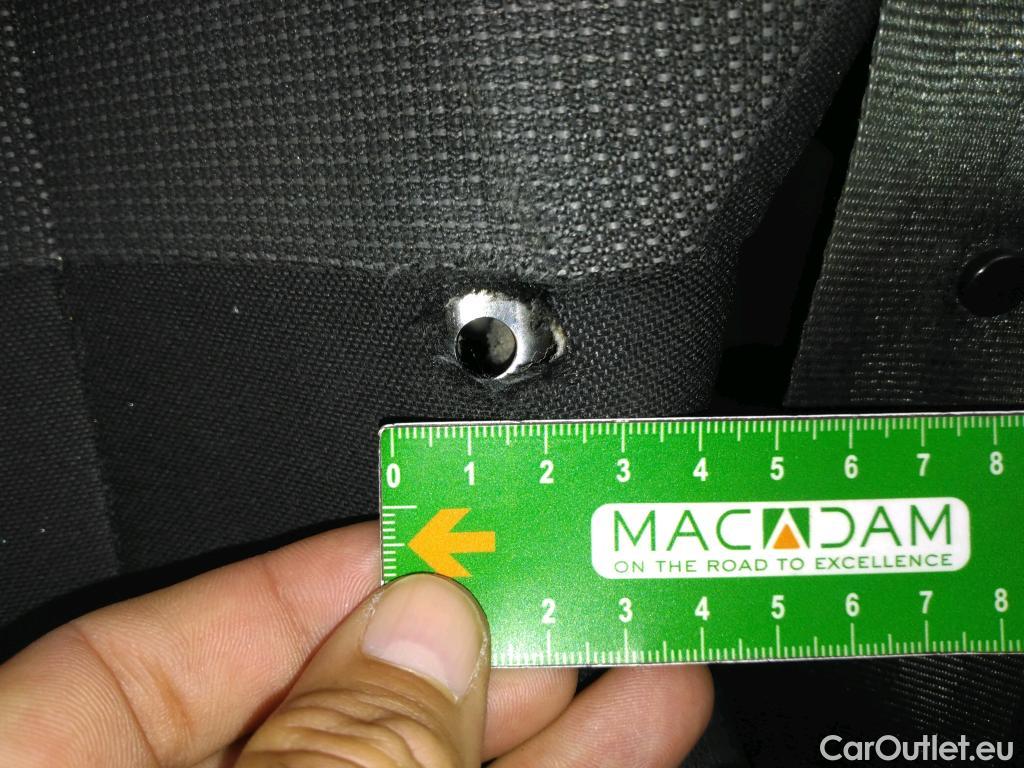 0 1 2 3 4 5 6 7 8
MACADAM
ON THE ROAD TO EXCELLENCE
2 3 4 5 6 7 8
CarOutlet.eu